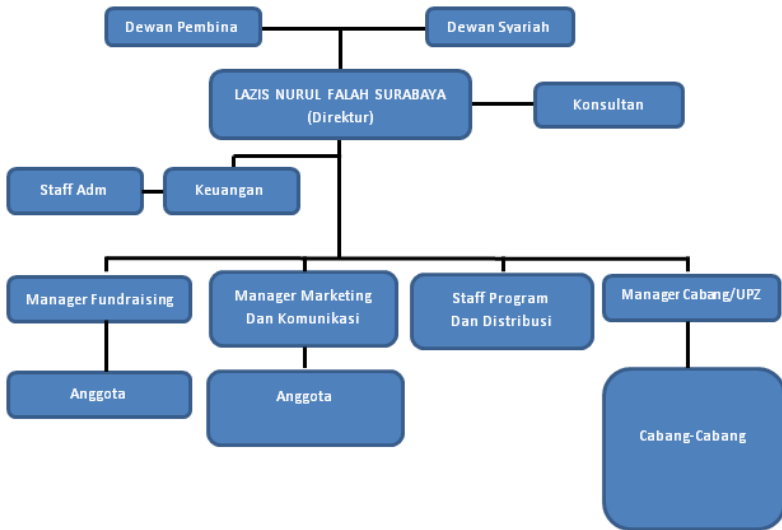 Dewan Pembina
Dewan Syariah
LAZIS NURUL FALAH SURABAYA
(Direktur)
Konsultan
Staff Adm
Keuangan
Manager Fundraising
Manager Marketing
Dan Komunikasi
Staff Program
Dan Distribusi
Manager Cabang/UPZ
Anggota
Anggota
Cabang-Cabang